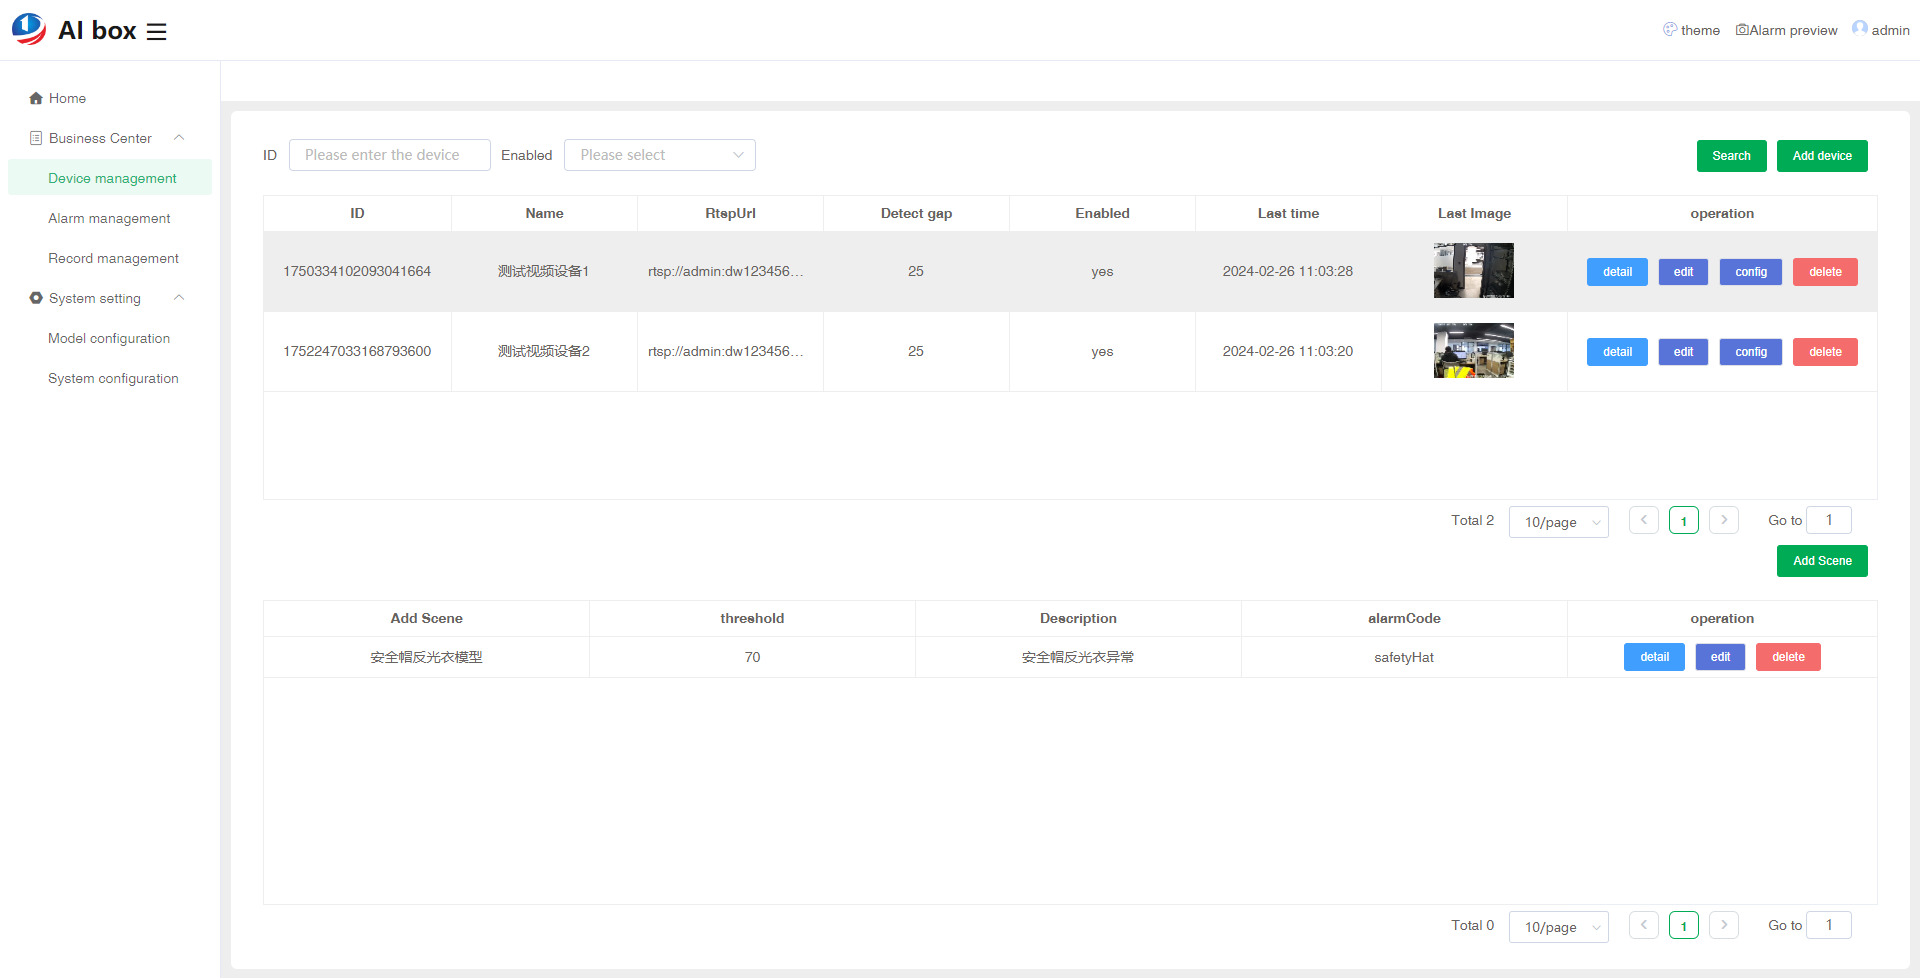 AI box
theme Alarm preview admin
Home
Business Center
Device management
Alarm management
Record management
System setting
Model configuration
System configuration
ID Please enter the device Enabled Please select Search Add device
ID Name RtspUrl Detect gap Enabled Last time Last Image operation
1750334102093041664 测试视频设备1 rtsp://admin:dw123456... 25 yes 2024-02-26 11:03:28 detail edit config delete
1752247033168793600 测试视频设备2 rtsp://admin:dw123456... 25 yes 2024-02-26 11:03:20 detail edit config delete
Total 2 10/page 1 Go to 1
Add Scene
Add Scene threshold Description alarmCode operation
安全帽反光衣模型 70 安全帽反光衣异常 safetyHat detail edit delete
Total 0 10/page 1 Go to 1